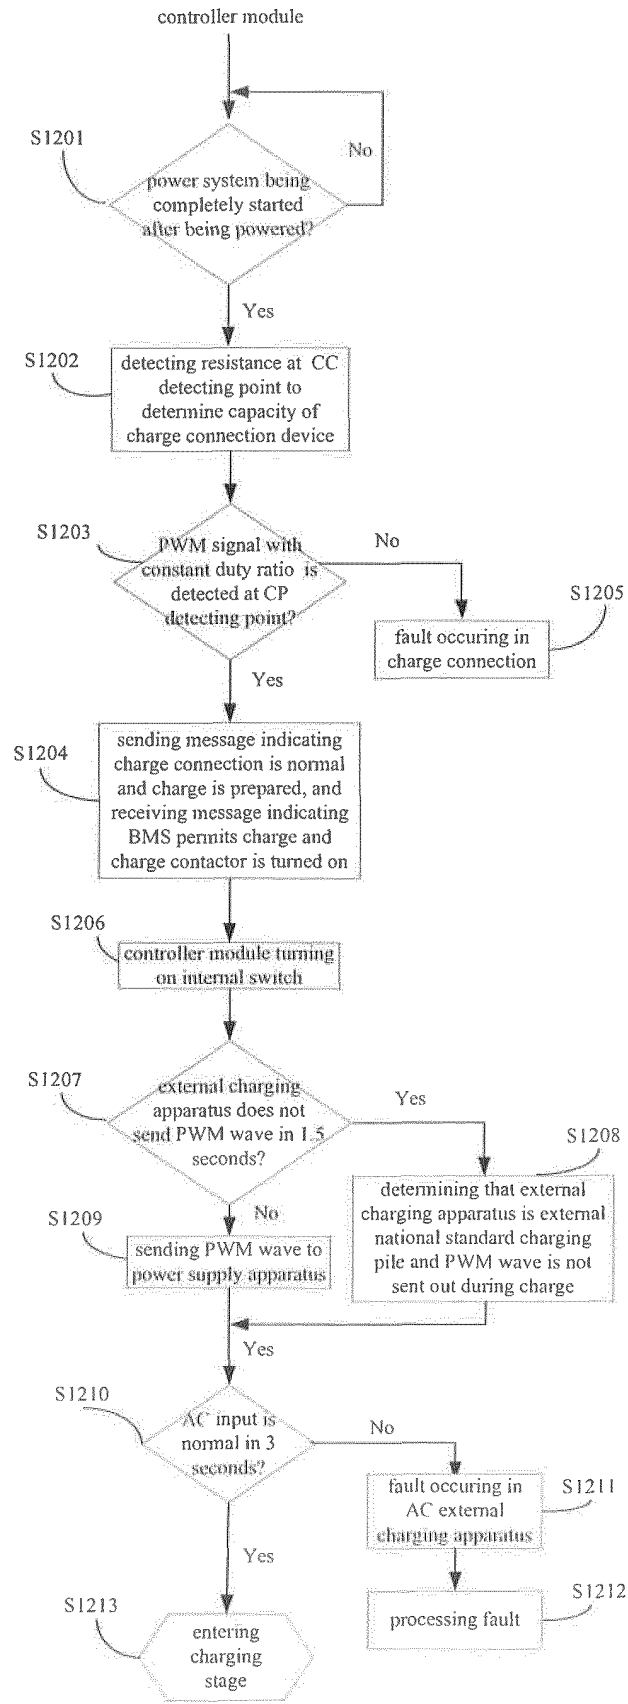 controller module
S1201
No
power system being
completely started
after being powered?
Yes
S1202
detecting resistance at CC
detecting point to
determine capacity of
charge connection device
S1203
PWM signal with
constant duty ratio is
detected at CP
detecting point?
No
S1205
fault occuring in
charge connection
Yes
S1204
sending message indicating
charge connection is normal
and charge is prepared, and
receiving message indicating
BMS permits charge and
charge contactor is turned on
S1206
controller module turning
on internal switch
S1207
external charging
apparatus does not
send PWM wave in 1.5
seconds?
Yes
S1208
determining that external
charging apparatus is external
national standard charging
pile and PWM wave is not
sent out during charge
No
S1209
sending PWM wave to
power supply apparatus
Yes
S1210
AC input is
normal in 3
seconds?
No
S1211
fault occuring in
AC external
charging apparatus
Yes
S1212
processing fault
S1213
entering
charging
stage